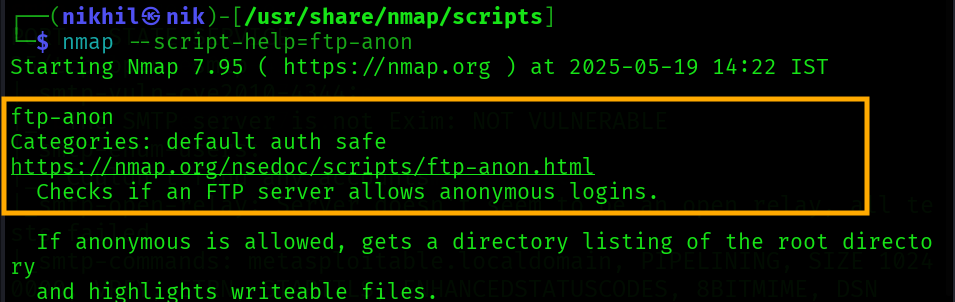 ┌──(nikhil㉿nik)-[/usr/share/nmap/scripts]
└─$ nmap --script-help=ftp-anon
Starting Nmap 7.95 ( https://nmap.org ) at 2025-05-19 14:22 IST
ftp-anon
Categories: default auth safe
https://nmap.org/nsedoc/scripts/ftp-anon.html
  Checks if an FTP server allows anonymous logins.
  If anonymous is allowed, gets a directory listing of the root directo
ry
  and highlights writeable files.